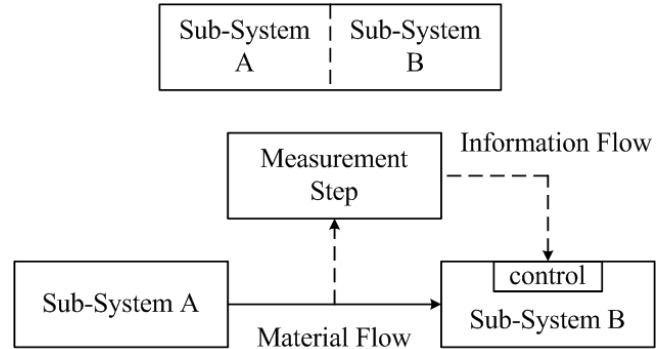 Sub-System
A
Sub-System
B
Measurement
Step
Information Flow
Sub-System A
Material Flow
control
Sub-System B